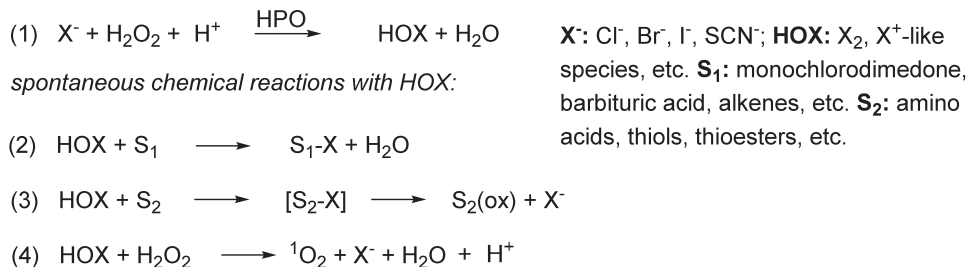 (1) X⁻ + H₂O₂ + H⁺ HPO⟶ HOX + H₂O
X⁻: Cl⁻, Br⁻, I⁻, SCN⁻; HOX: X₂, X⁺-like
species, etc. S₁: monochlorodimedone,
barbituric acid, alkenes, etc. S₂: amino
acids, thiols, thioesters, etc.
spontaneous chemical reactions with HOX:
(2) HOX + S₁ ⟶ S₁-X + H₂O
(3) HOX + S₂ ⟶ [S₂-X] ⟶ S₂(ox) + X⁻
(4) HOX + H₂O₂ ⟶ ¹O₂ + X⁻ + H₂O + H⁺